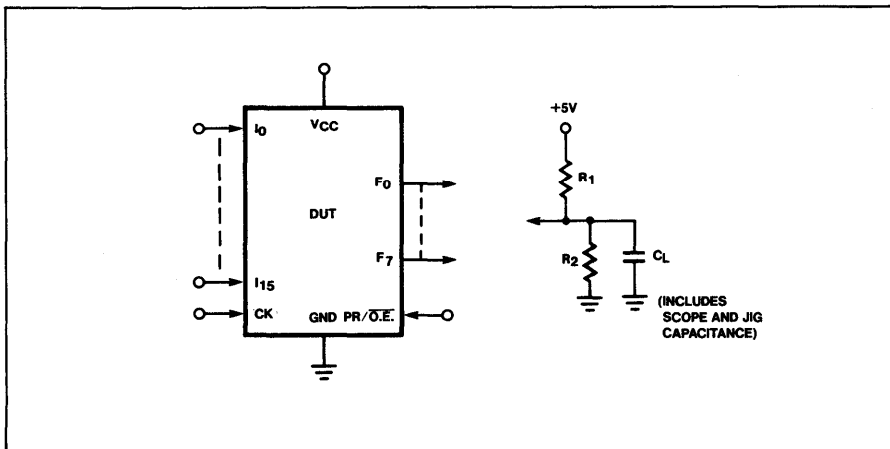 VCC
I0
F0
DUT
F7
I15
CK
GND PR/O.E.
+5V
R1
R2
CL
(INCLUDES
SCOPE AND JIG
CAPACITANCE)